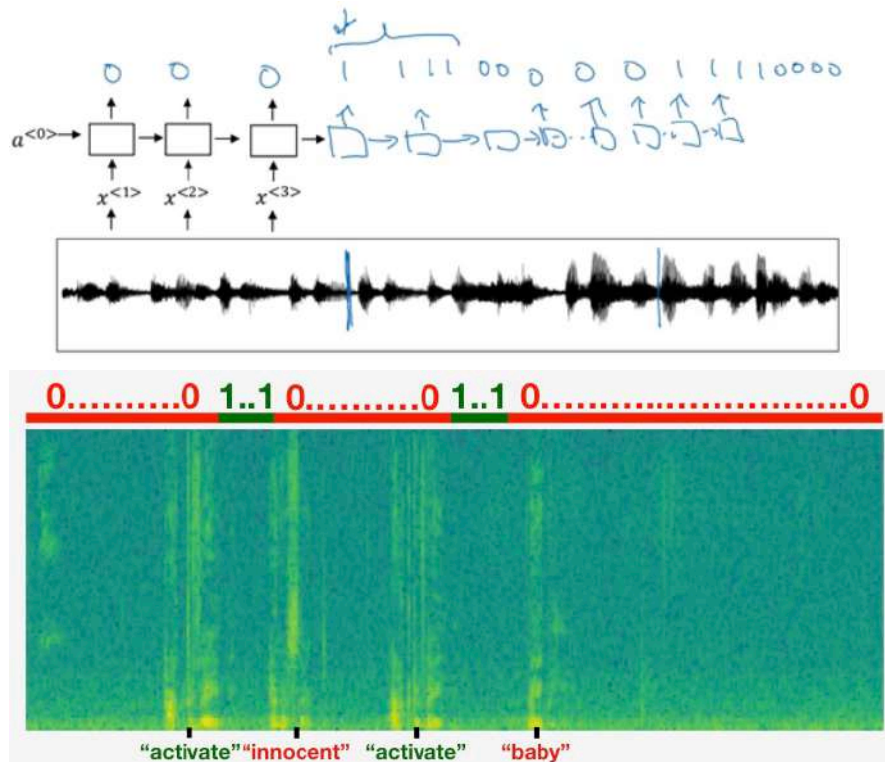 0 0 0 1 1 1 1 0 0 0 0 0 1 1 1 1 0 0 0 0
a<0>
x<1> x<2> x<3>
0..........0 1..1 0..........0 1..1 0..............................0
“activate” “innocent” “activate” “baby”